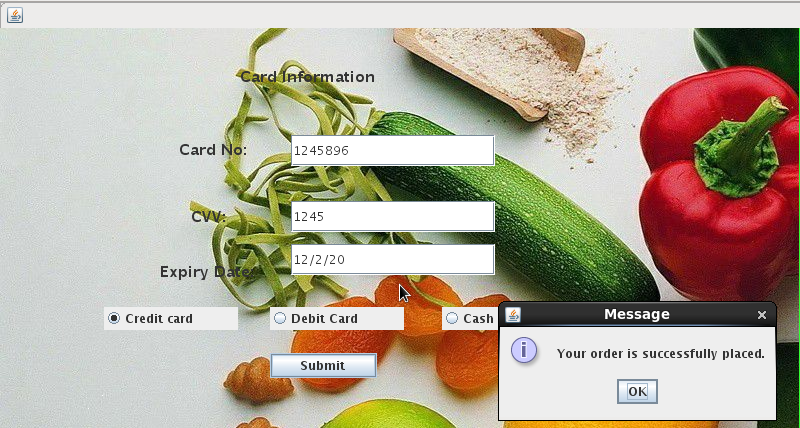 Card Information
Card No:
1245896
CVV:
1245
Expiry Date:
12/2/20
Credit card
Debit Card
Cash
Submit
Message
Your order is successfully placed.
OK